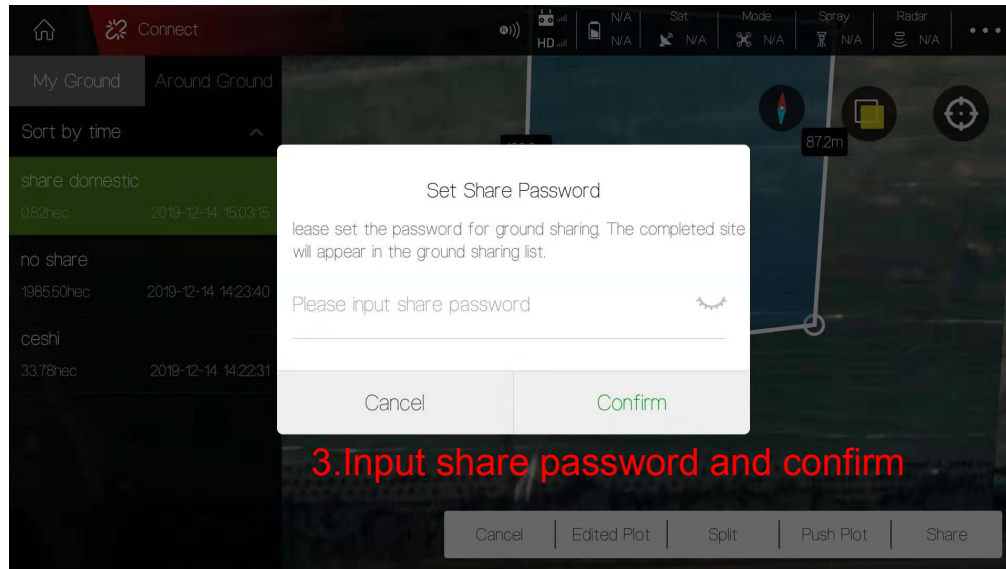 Connect
HD
N/A
N/A
Sat
N/A
Mode
N/A
Spray
N/A
Radar
N/A
My Ground
Around Ground
Sort by time
share domestic
0.82hec
2019-12-14 15:03:15
no share
1985.50hec
2019-12-14 14:23:40
ceshi
33.78hec
2019-12-14 14:22:31
87.2m
Set Share Password
lease set the password for ground sharing. The completed site
will appear in the ground sharing list.
Please input share password
Cancel
Confirm
3.Input share password and confirm
Cancel
Edited Plot
Split
Push Plot
Share